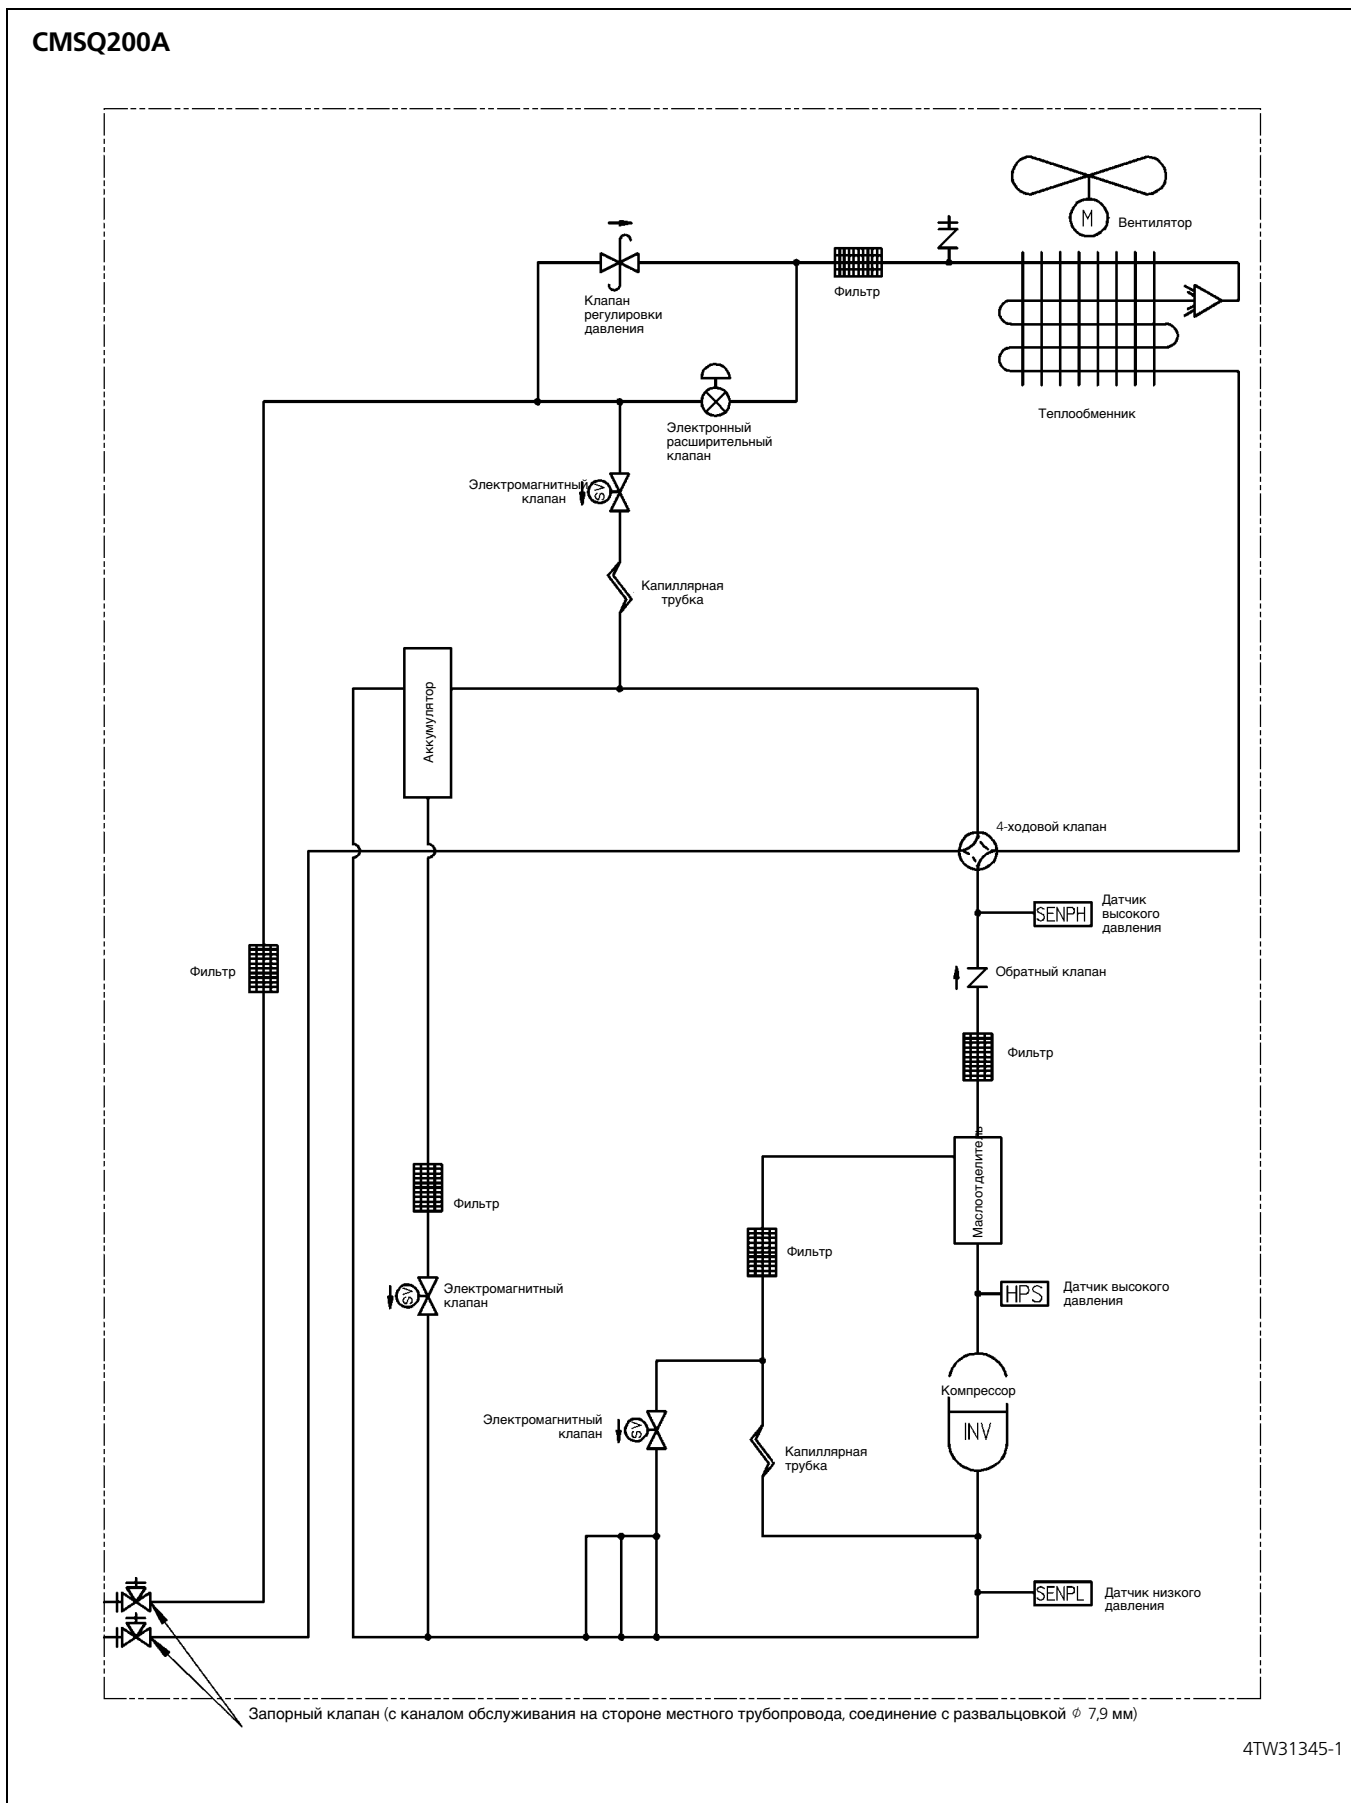 CMSQ200A
M
Вентилятор
Клапан
регулировки
давления
Фильтр
Теплообменник
Электронный
расширительный
клапан
Электромагнитный
клапан
SV
Капиллярная
трубка
Аккумулятор
4-ходовой клапан
SENPH
Датчик
высокого
давления
Фильтр
Обратный клапан
Фильтр
Маслоотделитель
Фильтр
Фильтр
SV
Электромагнитный
клапан
HPS
Датчик высокого
давления
Компрессор
INV
Электромагнитный
клапан
SV
Капиллярная
трубка
SENPL
Датчик низкого
давления
Запорный клапан (с каналом обслуживания на стороне местного трубопровода, соединение с развальцовкой φ 7,9 мм)
4TW31345-1